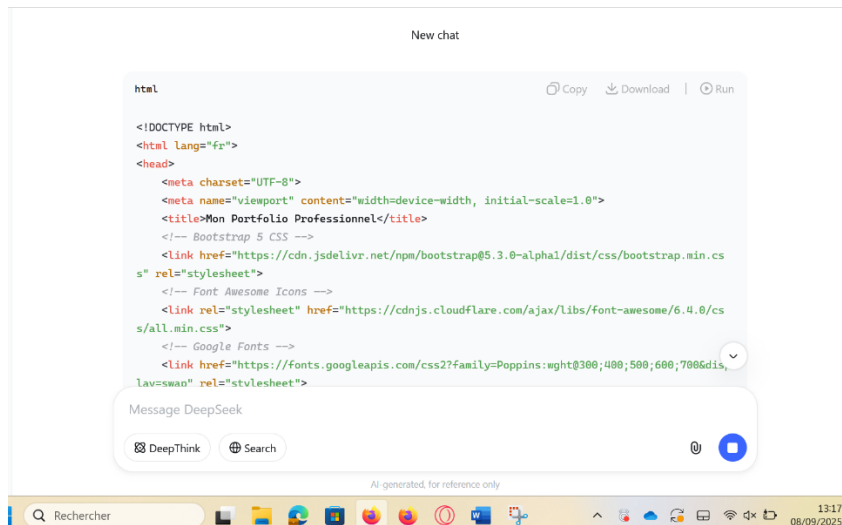 New chat
html
Copy Download Run
<!DOCTYPE html>
<html lang="fr">
<head>
<meta charset="UTF-8">
<meta name="viewport" content="width=device-width, initial-scale=1.0">
<title>Mon Portfolio Professionnel</title>
<!-- Bootstrap 5 CSS -->
<link href="https://cdn.jsdelivr.net/npm/bootstrap@5.3.0-alpha1/dist/css/bootstrap.min.cs
s" rel="stylesheet">
<!-- Font Awesome Icons -->
<link rel="stylesheet" href="https://cdnjs.cloudflare.com/ajax/libs/font-awesome/6.4.0/cs
s/all.min.css">
<!-- Google Fonts -->
<link href="https://fonts.googleapis.com/css2?family=Poppins:wght@300;400;500;600;700&dis
lay=swap" rel="stylesheet">
Message DeepSeek
DeepThink Search
AI-generated, for reference only
Rechercher
13:17
08/09/2025